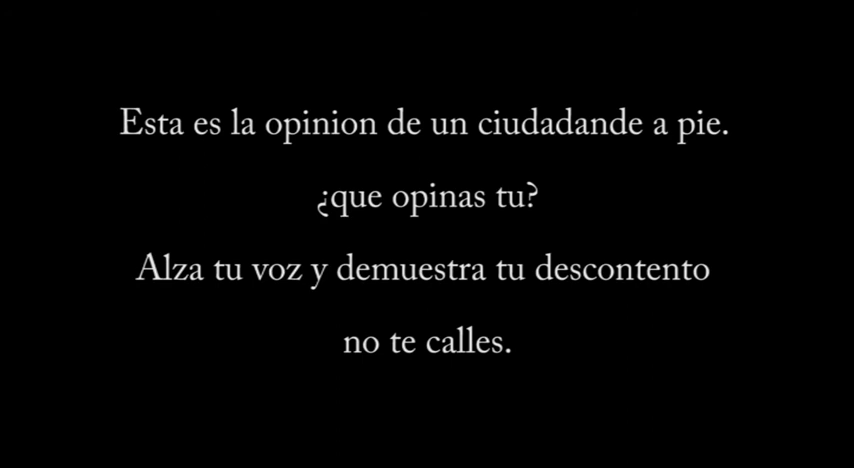 Esta es la opinion de un ciudadande a pie.
¿que opinas tu?
Alza tu voz y demuestra tu descontento
no te calles.